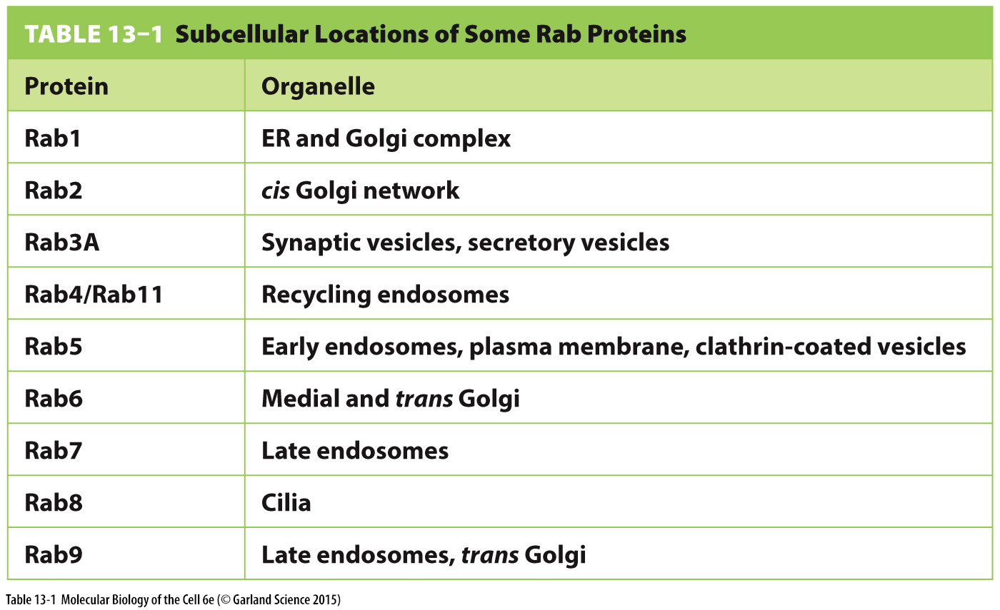 TABLE 13–1 Subcellular Locations of Some Rab Proteins
Protein Organelle
Rab1 ER and Golgi complex
Rab2 cis Golgi network
Rab3A Synaptic vesicles, secretory vesicles
Rab4/Rab11 Recycling endosomes
Rab5 Early endosomes, plasma membrane, clathrin-coated vesicles
Rab6 Medial and trans Golgi
Rab7 Late endosomes
Rab8 Cilia
Rab9 Late endosomes, trans Golgi
Table 13-1 Molecular Biology of the Cell 6e (© Garland Science 2015)